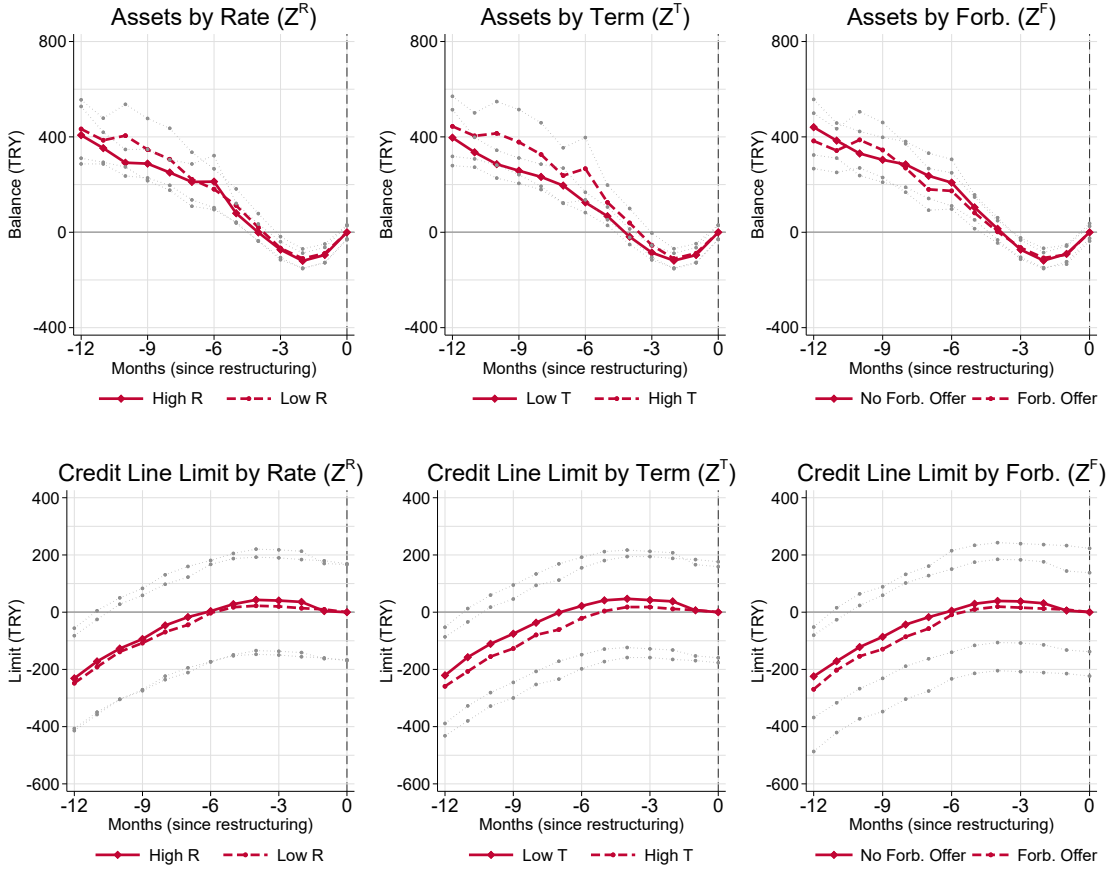 Assets by Rate (Z^R)
Balance (TRY)
800
400
0
-400
-12 -9 -6 -3 0
Months (since restructuring)
High R Low R
Assets by Term (Z^T)
Balance (TRY)
800
400
0
-400
-12 -9 -6 -3 0
Months (since restructuring)
Low T High T
Assets by Forb. (Z^F)
Balance (TRY)
800
400
0
-400
-12 -9 -6 -3 0
Months (since restructuring)
No Forb. Offer Forb. Offer
Credit Line Limit by Rate (Z^R)
Limit (TRY)
400
200
0
-200
-400
-600
-12 -9 -6 -3 0
Months (since restructuring)
High R Low R
Credit Line Limit by Term (Z^T)
Limit (TRY)
400
200
0
-200
-400
-600
-12 -9 -6 -3 0
Months (since restructuring)
Low T High T
Credit Line Limit by Forb. (Z^F)
Limit (TRY)
400
200
0
-200
-400
-600
-12 -9 -6 -3 0
Months (since restructuring)
No Forb. Offer Forb. Offer